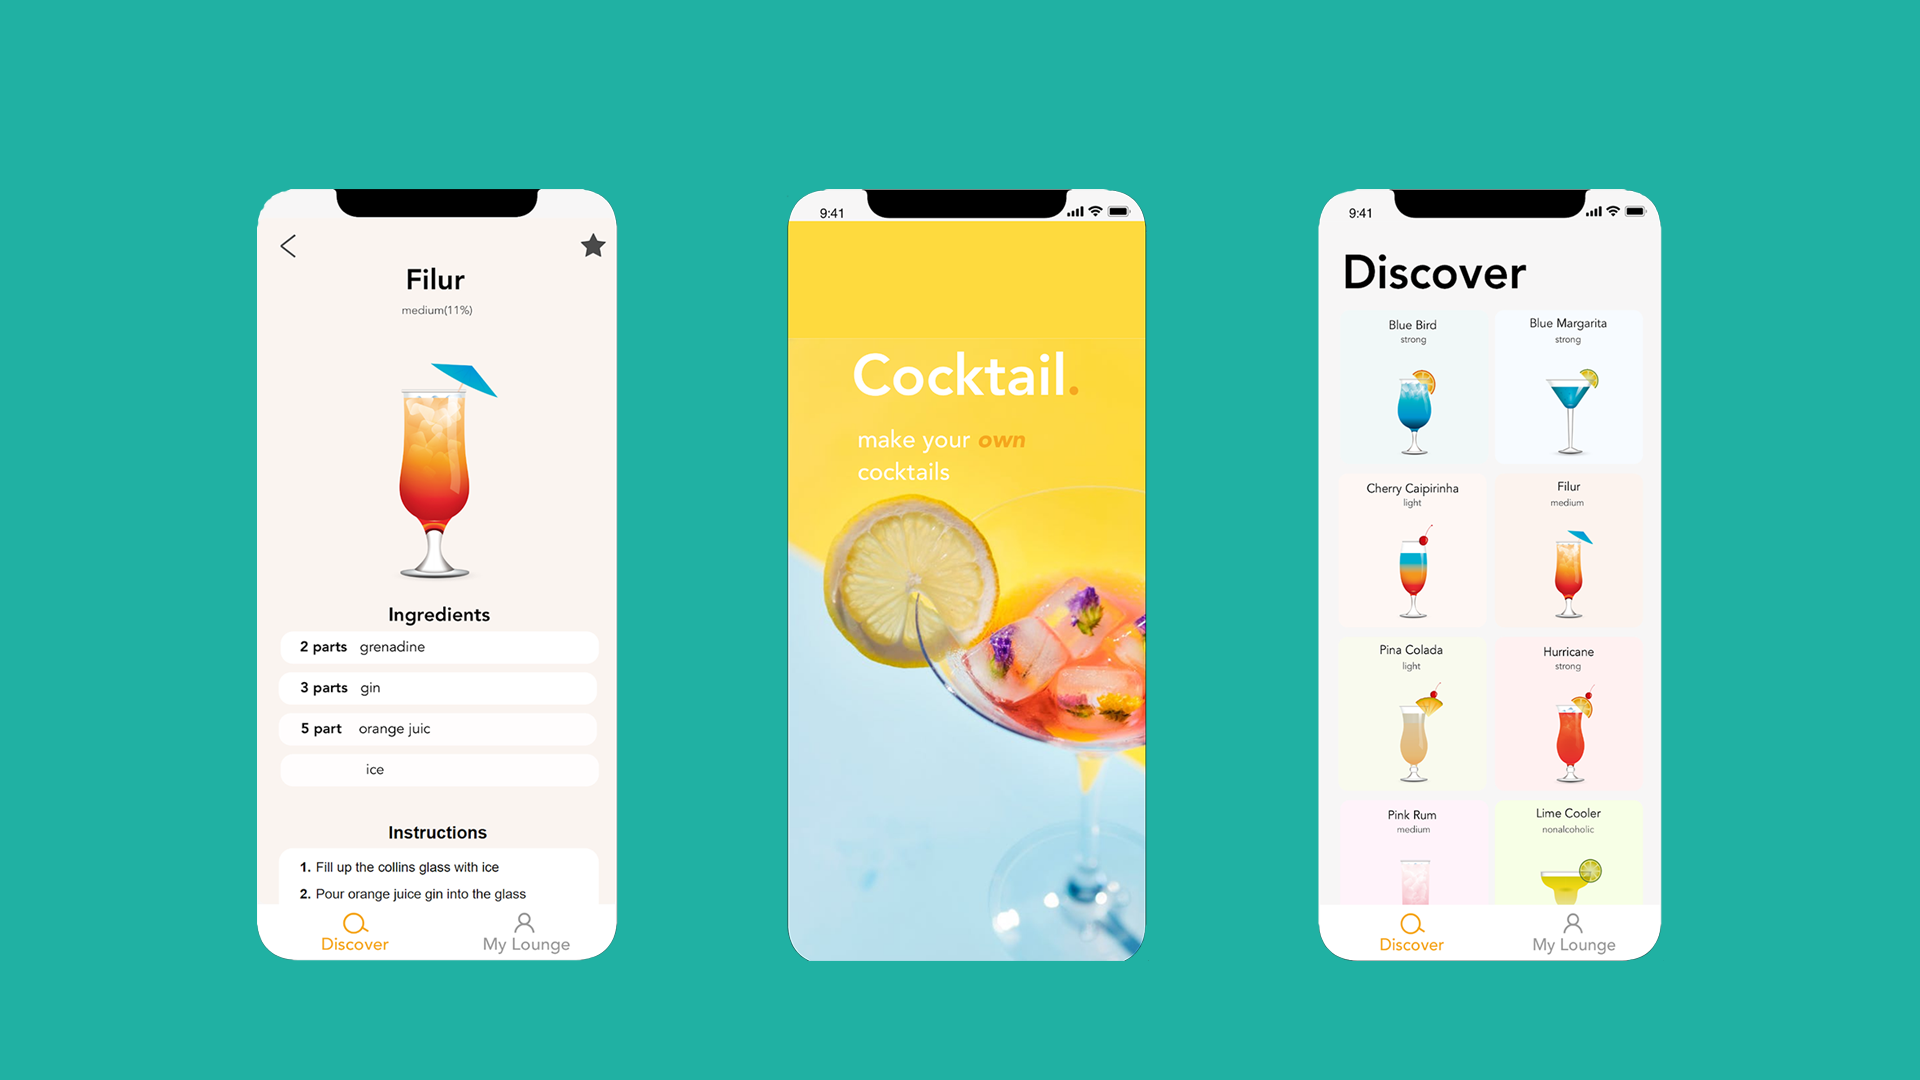 Filur
medium(11%)
Ingredients
2 parts grenadine
3 parts gin
5 part orange juic
ice
Instructions
1. Fill up the collins glass with ice
2. Pour orange juice gin into the glass
Discover
My Lounge
9:41
Cocktail.
make your own
cocktails
9:41
Discover
Blue Bird
strong
Blue Margarita
strong
Cherry Caipirinha
light
Filur
medium
Pina Colada
light
Hurricane
strong
Pink Rum
medium
Lime Cooler
nonalcoholic
Discover
My Lounge